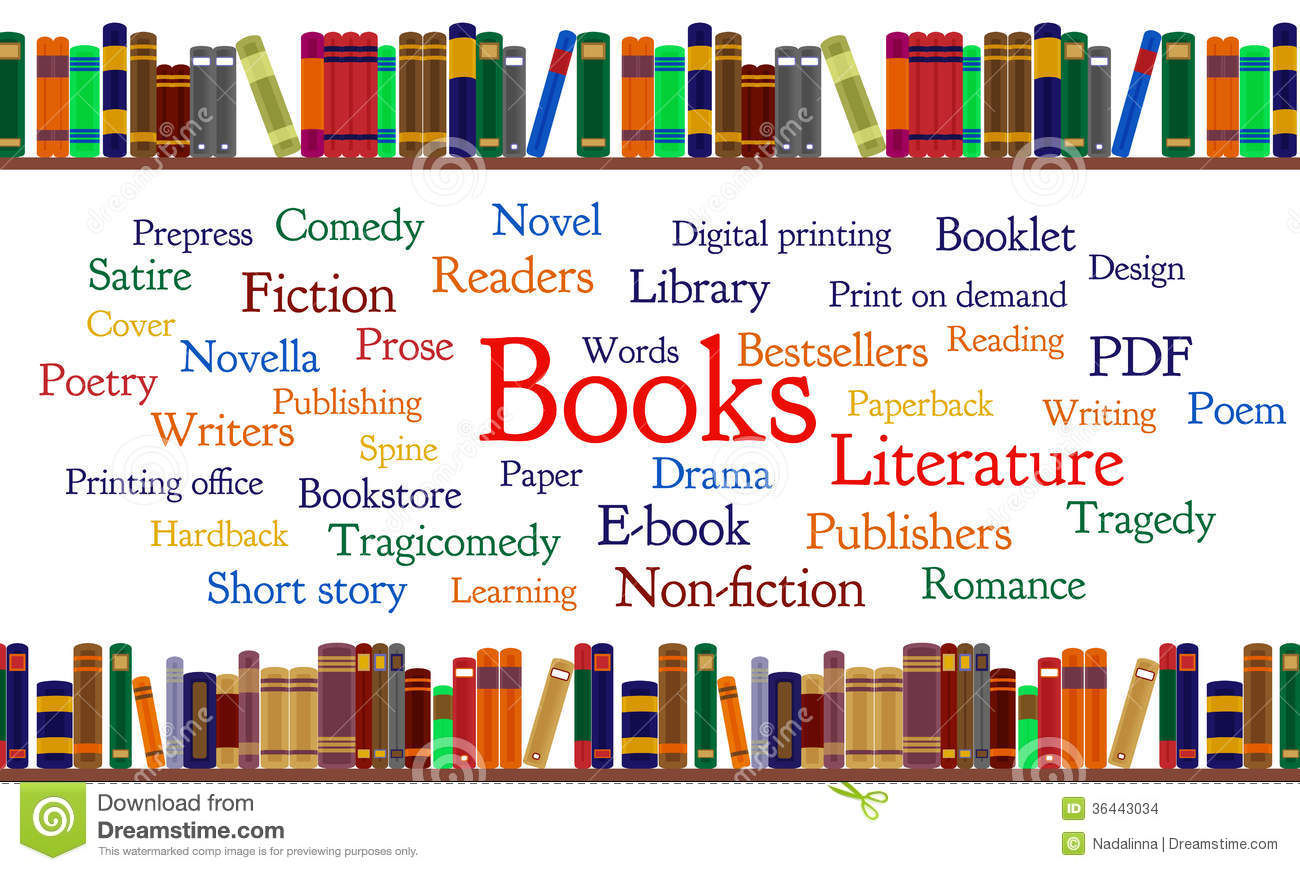 Prepress Comedy Novel Digital printing Booklet
Satire Fiction Readers Library Print on demand Design
Cover Novella Prose Books Words Bestsellers Reading PDF
Poetry Publishing Paperback Writing Poem
Writers Spine Literature
Printing office Bookstore Paper Drama
Hardback Tragicomedy E-book Publishers Tragedy
Short story Learning Non-fiction Romance
Download from
Dreamstime.com
This watermarked comp image is for previewing purposes only.
ID 36443034
© Nadalinna | Dreamstime.com